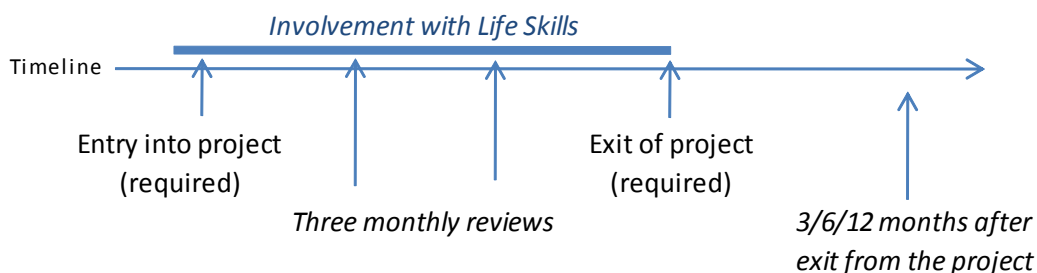 Involvement with Life Skills
Timeline
Entry into project
(required)
Exit of project
(required)
Three monthly reviews
3/6/12 months after
exit from the project